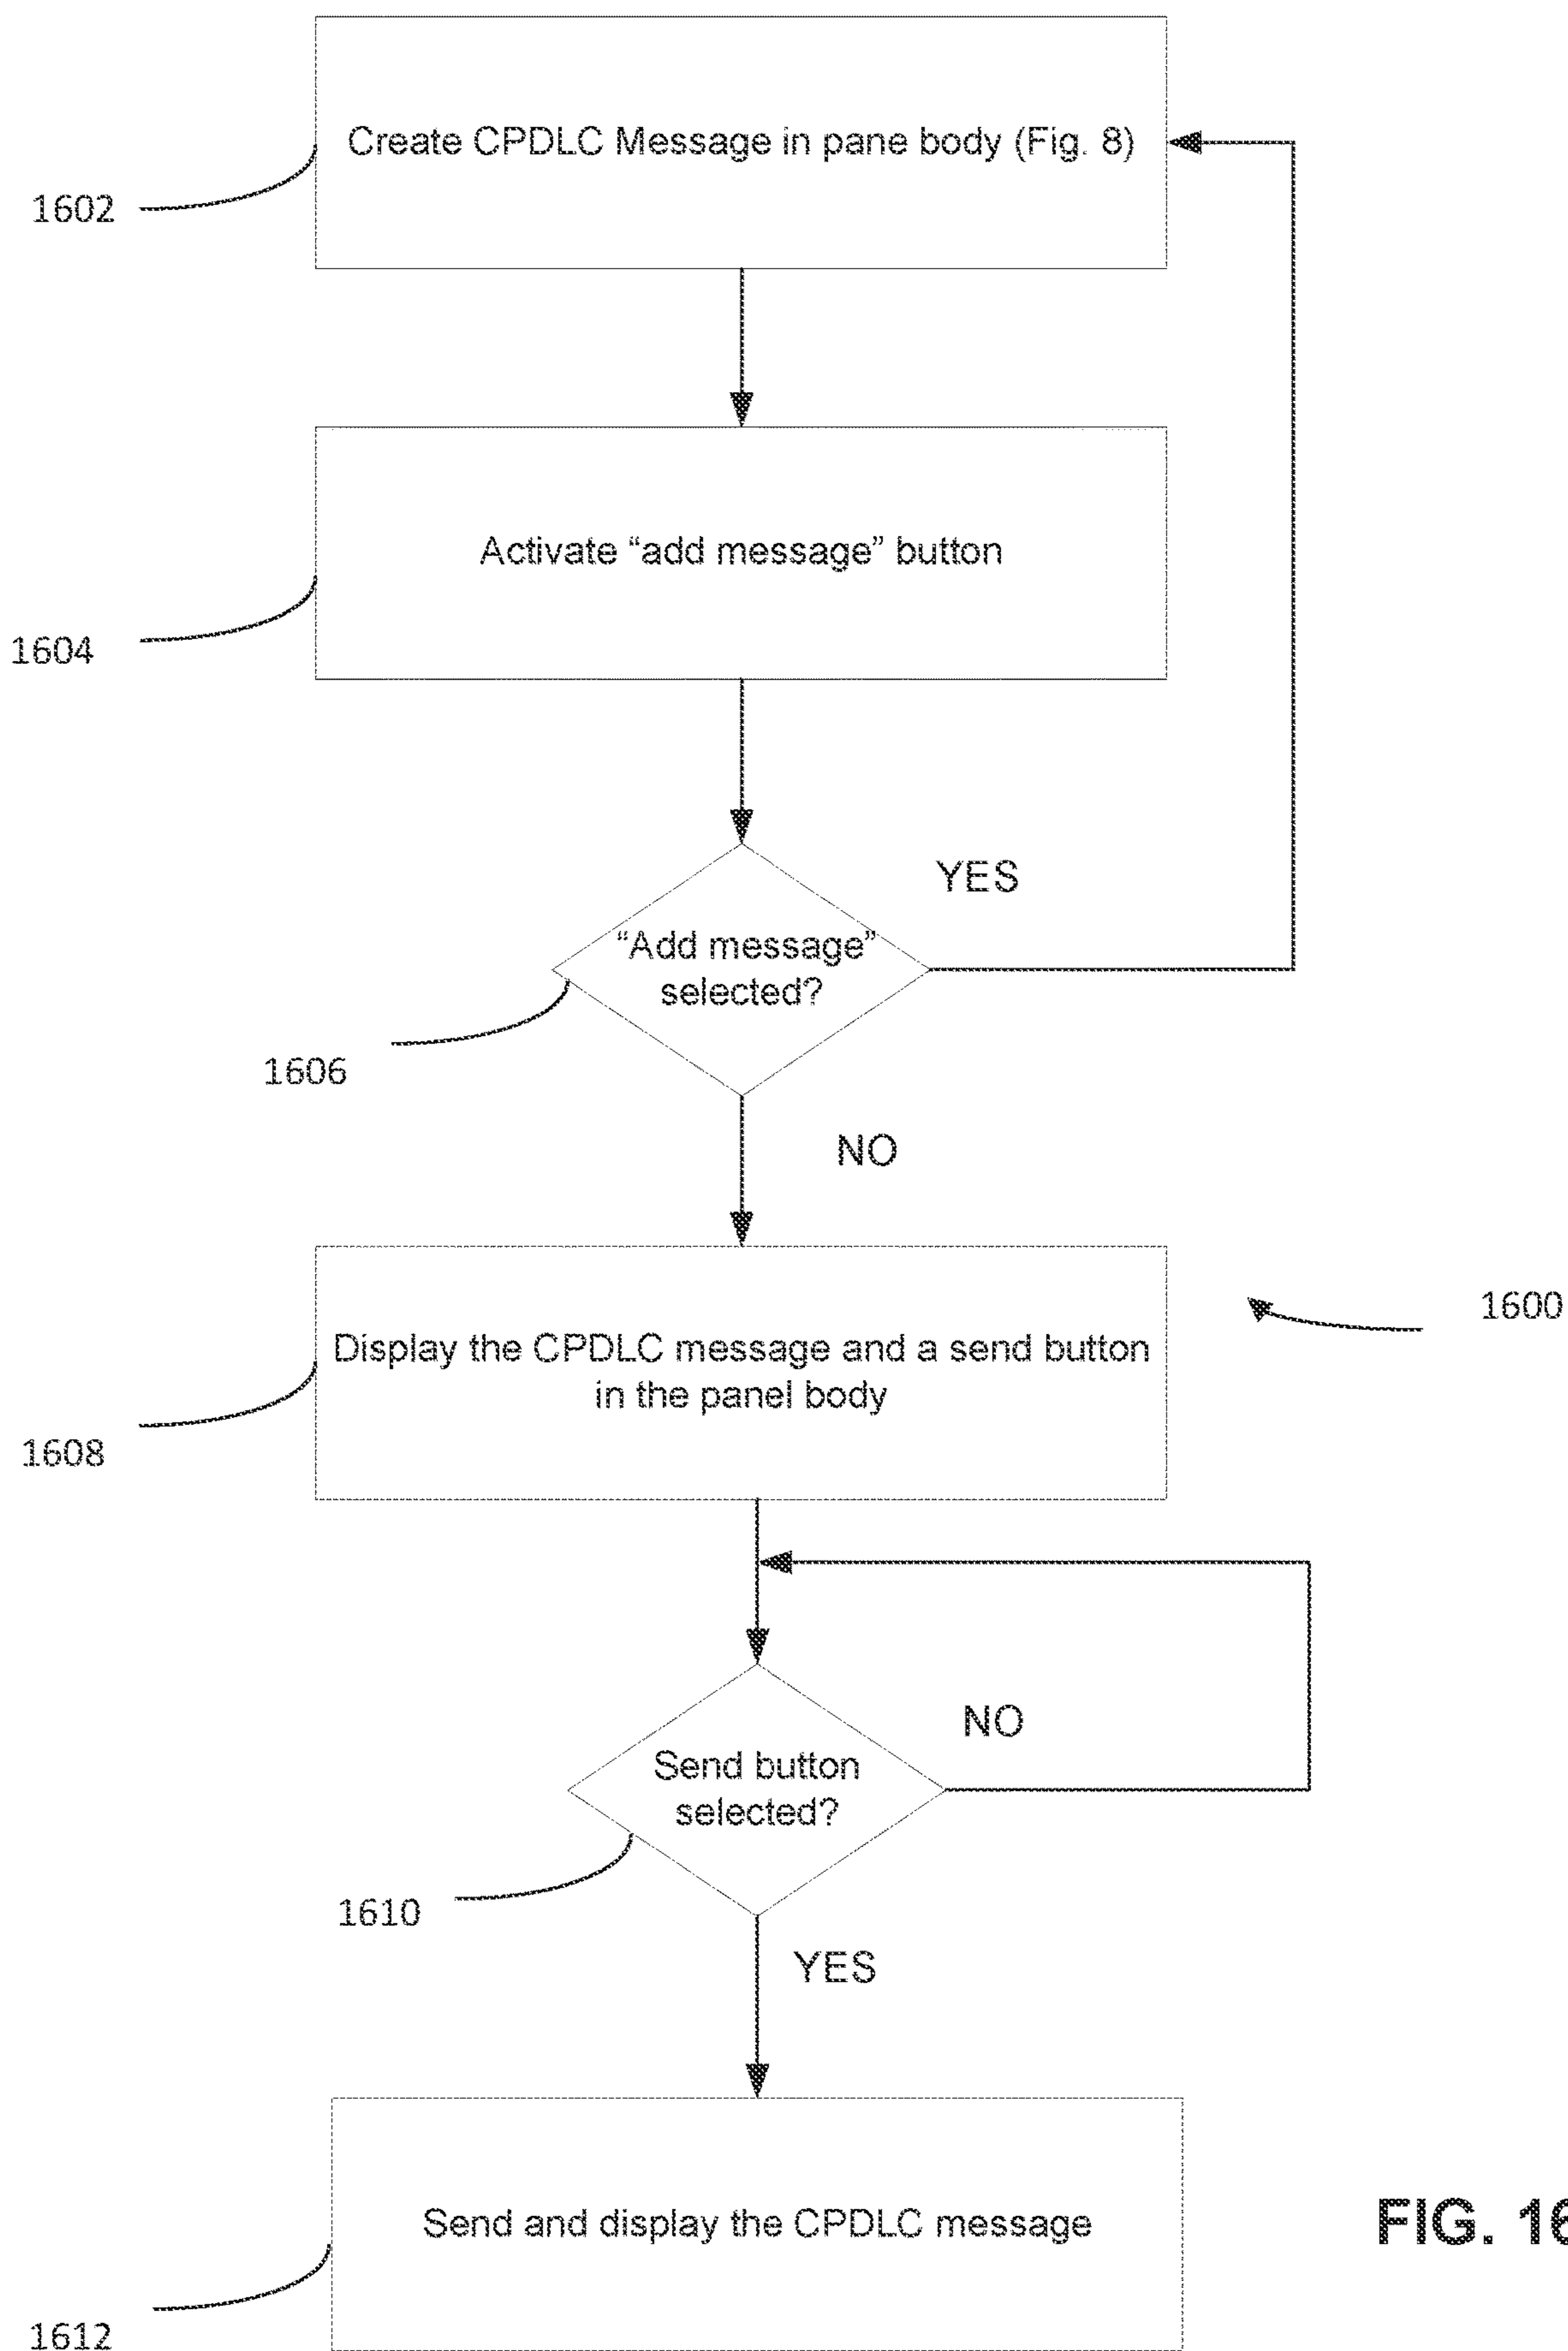 Create CPDLC Message in pane body (Fig. 8)
1602
Activate “add message” button
1604
YES
“Add message”
selected?
1606
NO
1600
Display the CPDLC message and a send button
in the panel body
1608
NO
Send button
selected?
1610
YES
Send and display the CPDLC message
FIG. 16
1612